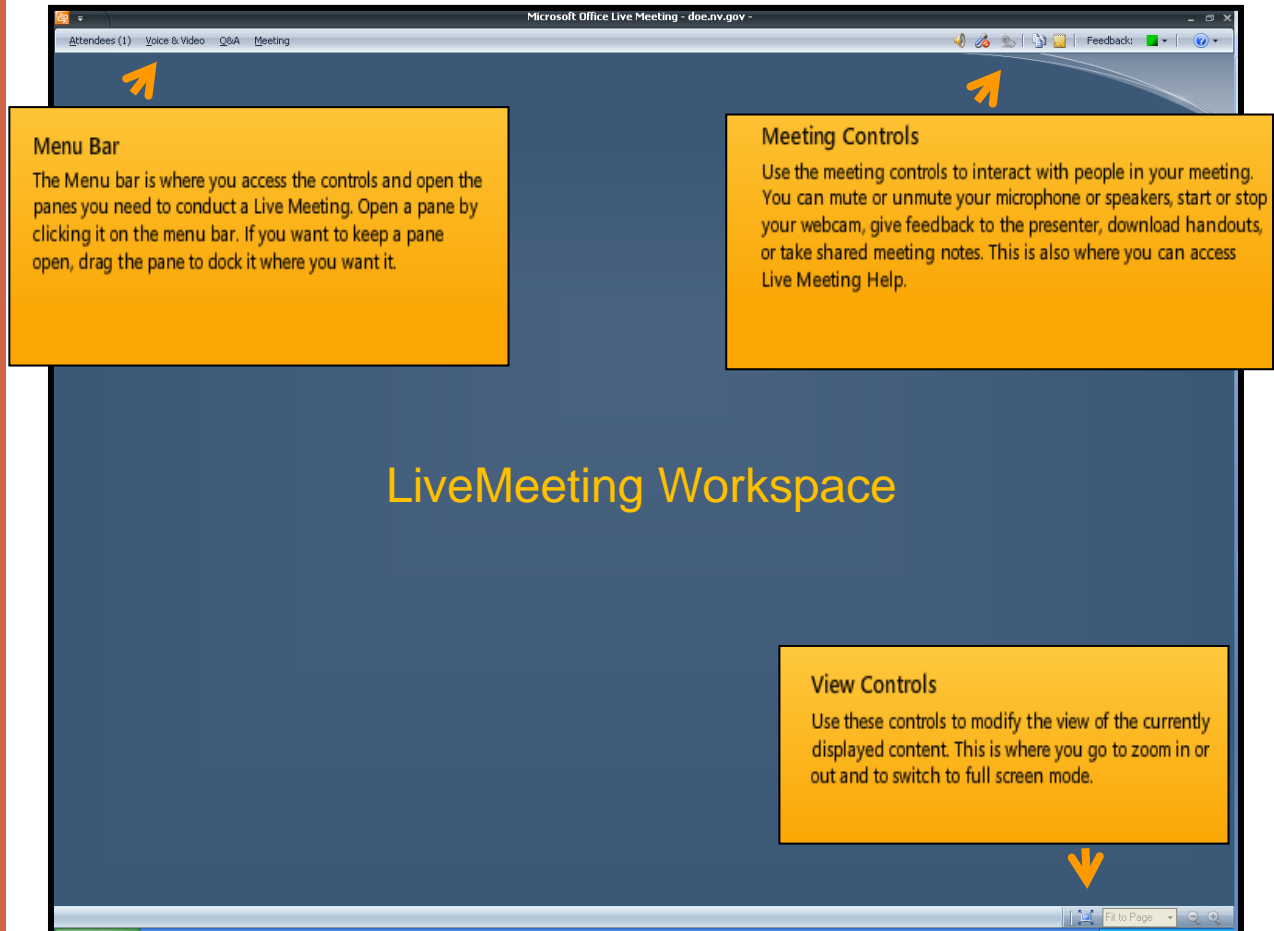 Microsoft Office Live Meeting - doe.nv.gov -
Attendees (1) Voice & Video Q&A Meeting
Feedback:
Menu Bar
The Menu bar is where you access the controls and open the
panes you need to conduct a Live Meeting. Open a pane by
clicking it on the menu bar. If you want to keep a pane
open, drag the pane to dock it where you want it.
Meeting Controls
Use the meeting controls to interact with people in your meeting.
You can mute or unmute your microphone or speakers, start or stop
your webcam, give feedback to the presenter, download handouts,
or take shared meeting notes. This is also where you can access
Live Meeting Help.
LiveMeeting Workspace
View Controls
Use these controls to modify the view of the currently
displayed content. This is where you go to zoom in or
out and to switch to full screen mode.
Fit to Page